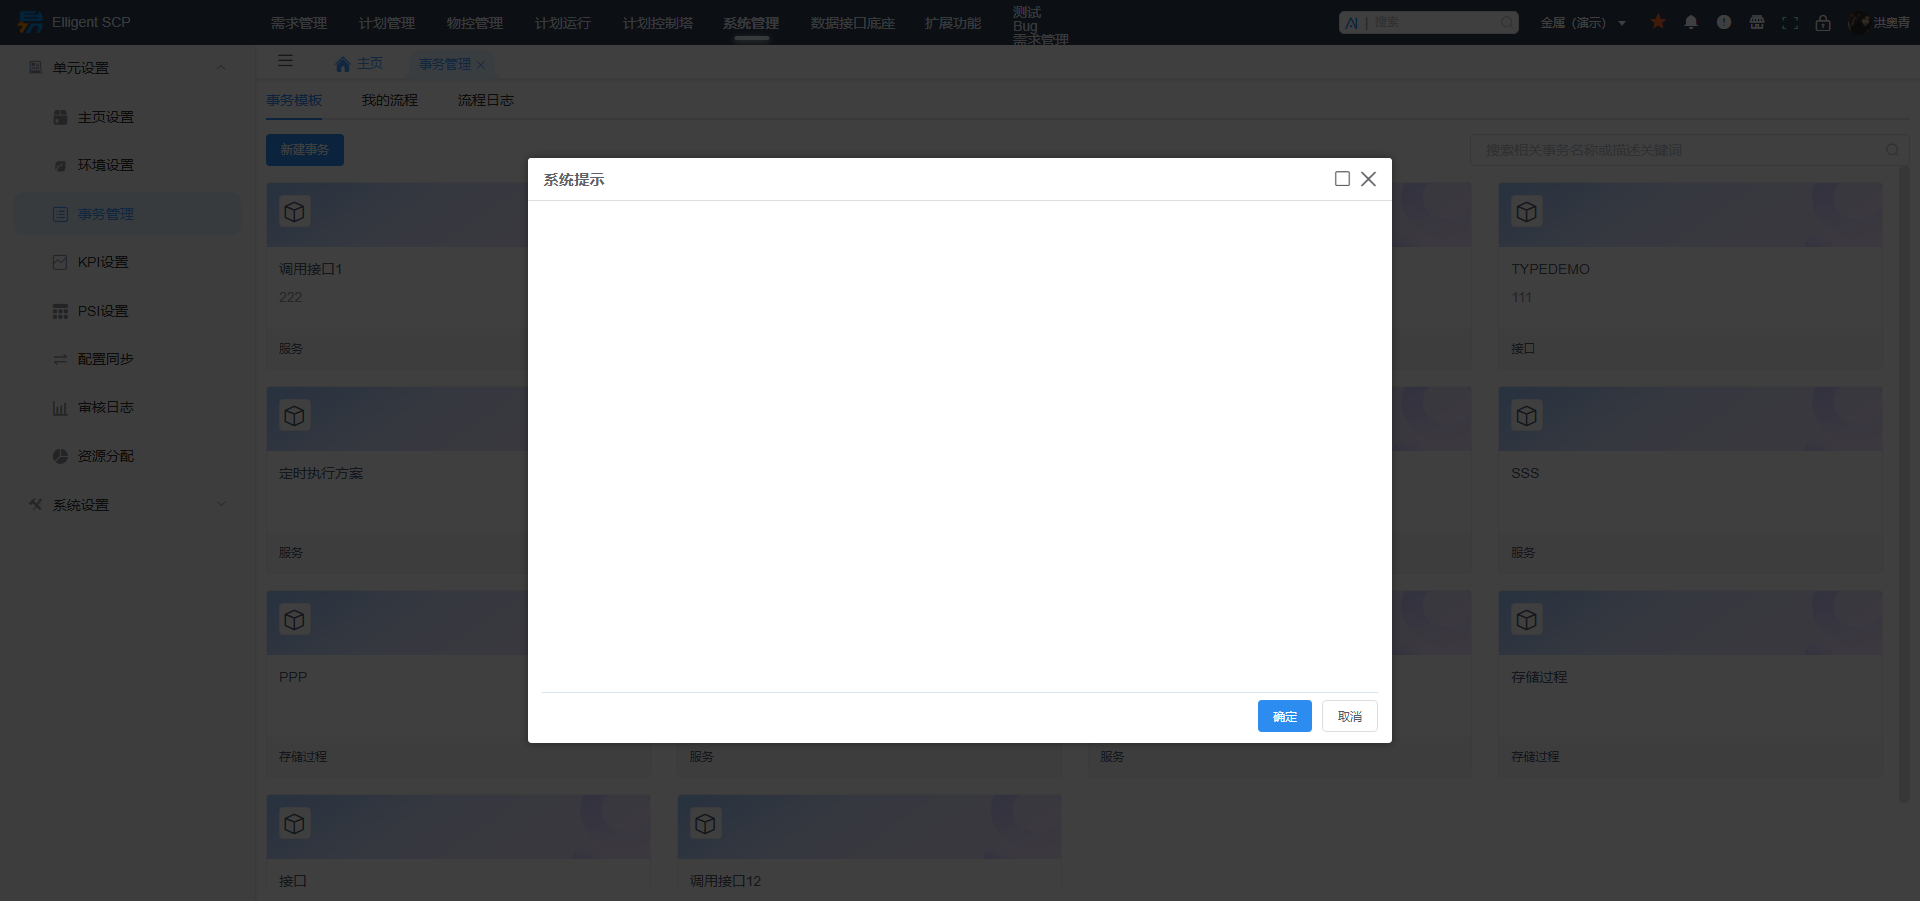 Elligent SCP
需求管理
计划管理
物控管理
计划运行
计划控制塔
系统管理
数据接口底座
扩展功能
测试
Bug
需求管理
AI | 搜索
金属（演示）
洪奥青
单元设置
主页设置
环境设置
事务管理
KPI设置
PSI设置
配置同步
审核日志
资源分配
系统设置
主页
事务管理
事务模板
我的流程
流程日志
新建事务
搜索相关事务名称或描述关键词
系统提示
确定
取消
调用接口1
222
服务
TYPEDEMO
111
接口
定时执行方案
服务
SSS
服务
PPP
存储过程
服务
服务
存储过程
存储过程
接口
调用接口12